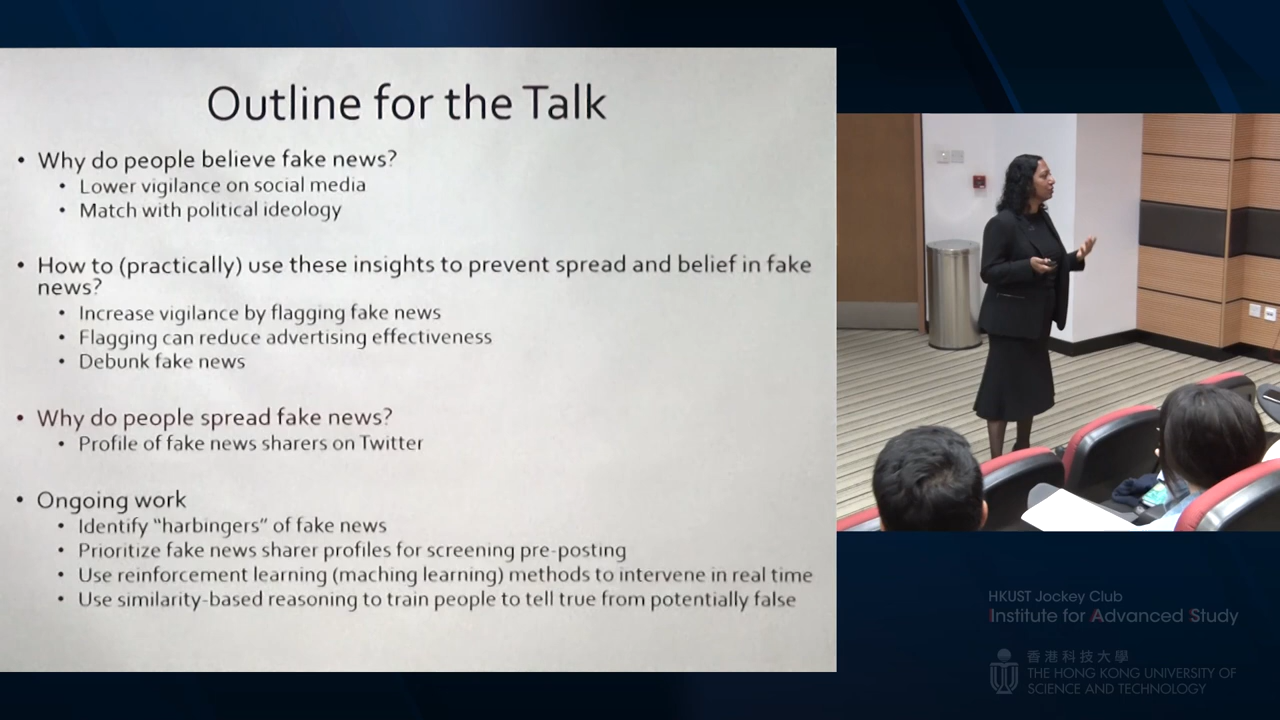 Outline for the Talk
• Why do people believe fake news?
• Lower vigilance on social media
• Match with political ideology
• How to (practically) use these insights to prevent spread and belief in fake
news?
• Increase vigilance by flagging fake news
• Flagging can reduce advertising effectiveness
• Debunk fake news
• Why do people spread fake news?
• Profile of fake news sharers on Twitter
• Ongoing work
• Identify “harbingers” of fake news
• Prioritize fake news sharer profiles for screening pre-posting
• Use reinforcement learning (maching learning) methods to intervene in real time
• Use similarity-based reasoning to train people to tell true from potentially false
HKUST Jockey Club
Institute for Advanced Study
香港科技大學
THE HONG KONG UNIVERSITY OF
SCIENCE AND TECHNOLOGY